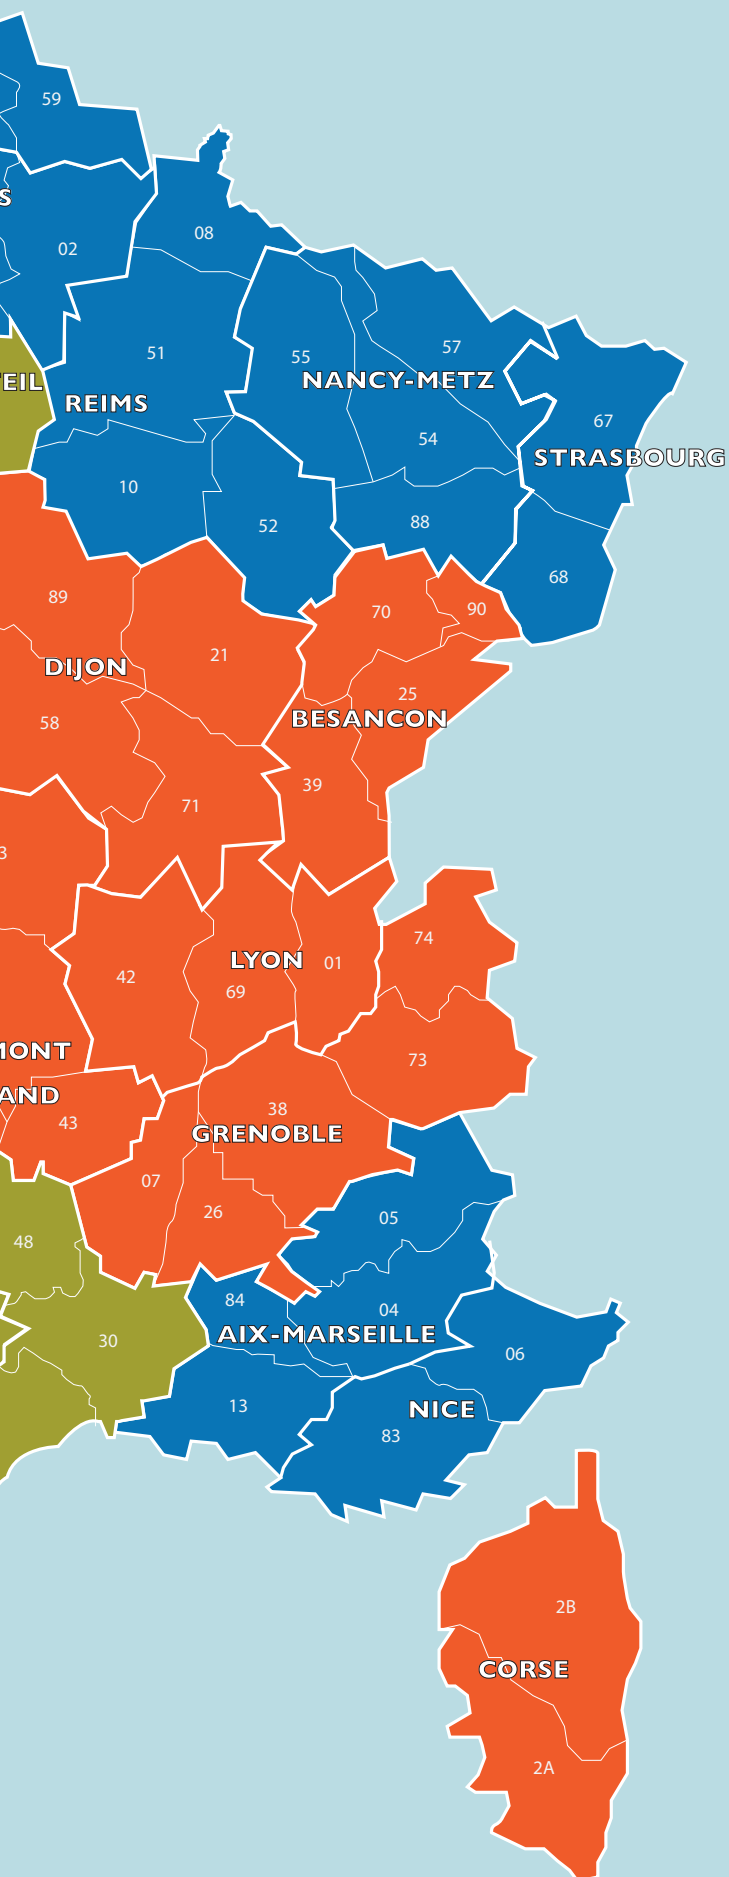 59
S
02
08
51
55
57
EIL
NANCY-METZ
REIMS
67
54
STRASBOURG
10
88
52
68
89
70
90
21
DIJON
25
58
BESANCON
39
71
3
74
LYON
01
42
69
MONT
73
AND
38
43
GRENOBLE
07
26
05
48
84
04
30
AIX-MARSEILLE
06
13
NICE
83
2B
CORSE
2A